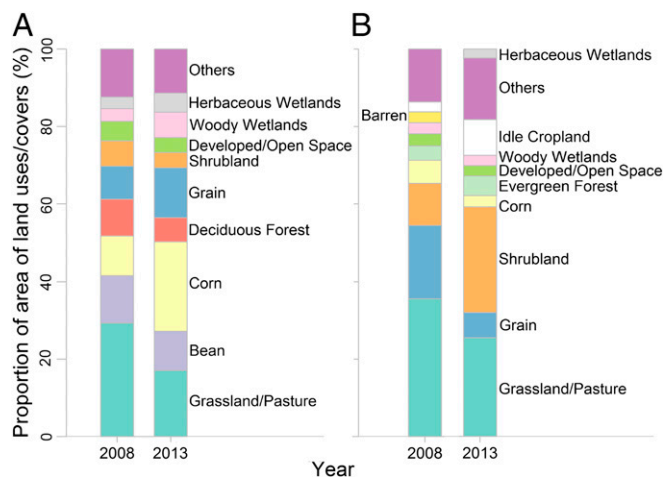 A
B
Proportion of area of land uses/covers (%)
100
80
60
40
20
0
Others
Herbaceous Wetlands
Woody Wetlands
Developed/Open Space
Shrubland
Grain
Deciduous Forest
Corn
Bean
Grassland/Pasture
2008
2013
Barren
Herbaceous Wetlands
Others
Idle Cropland
Woody Wetlands
Developed/Open Space
Evergreen Forest
Corn
Shrubland
Grain
Grassland/Pasture
2008
2013
Year